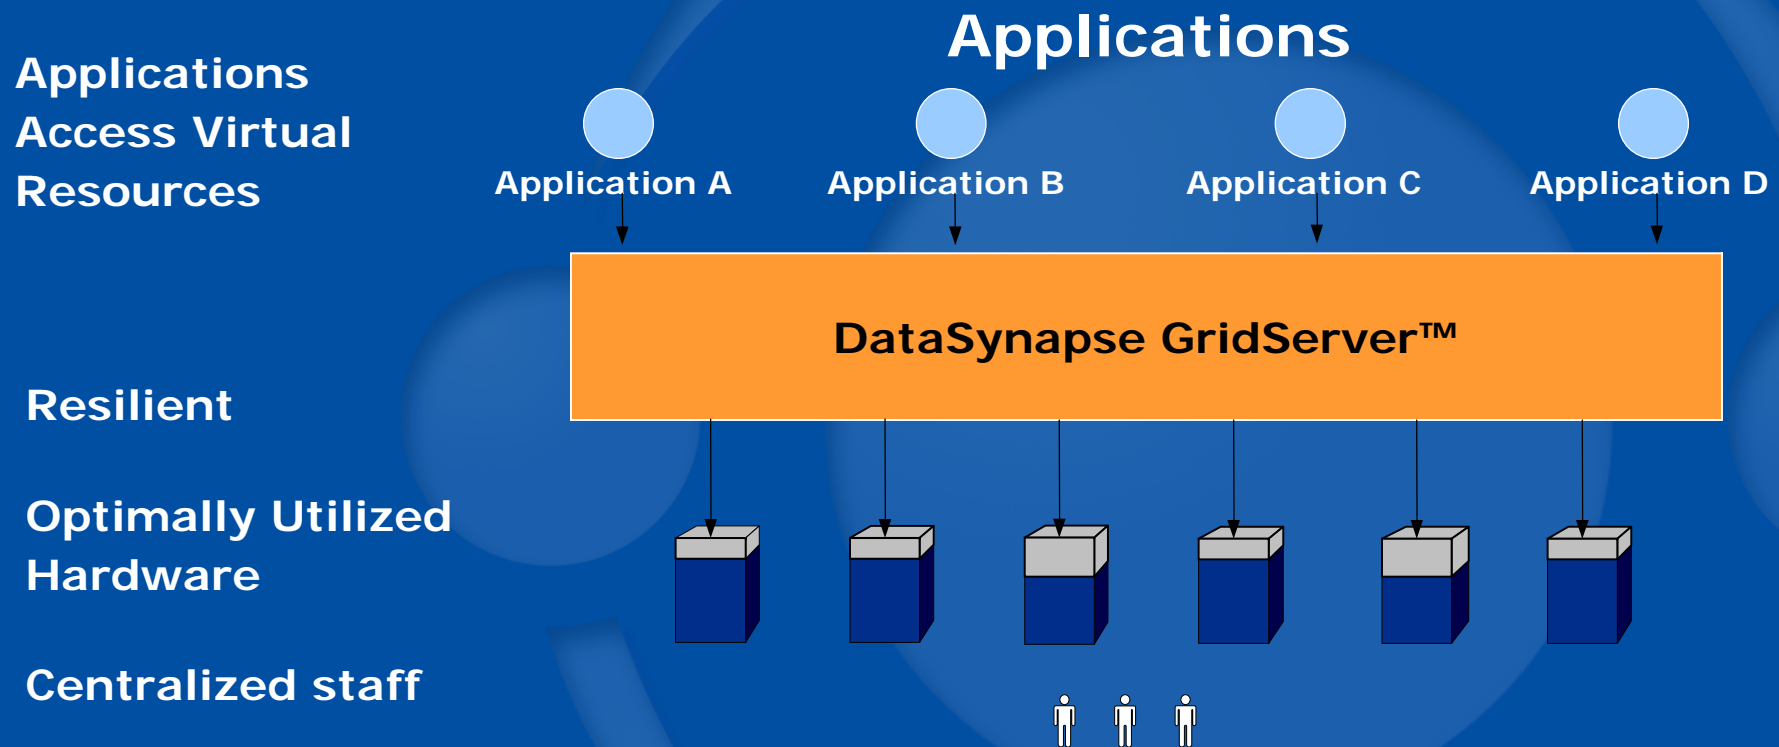 Applications
Applications
Access Virtual
Resources
Application A
Application B
Application C
Application D
DataSynapse GridServer™
Resilient
Optimally Utilized
Hardware
Centralized staff